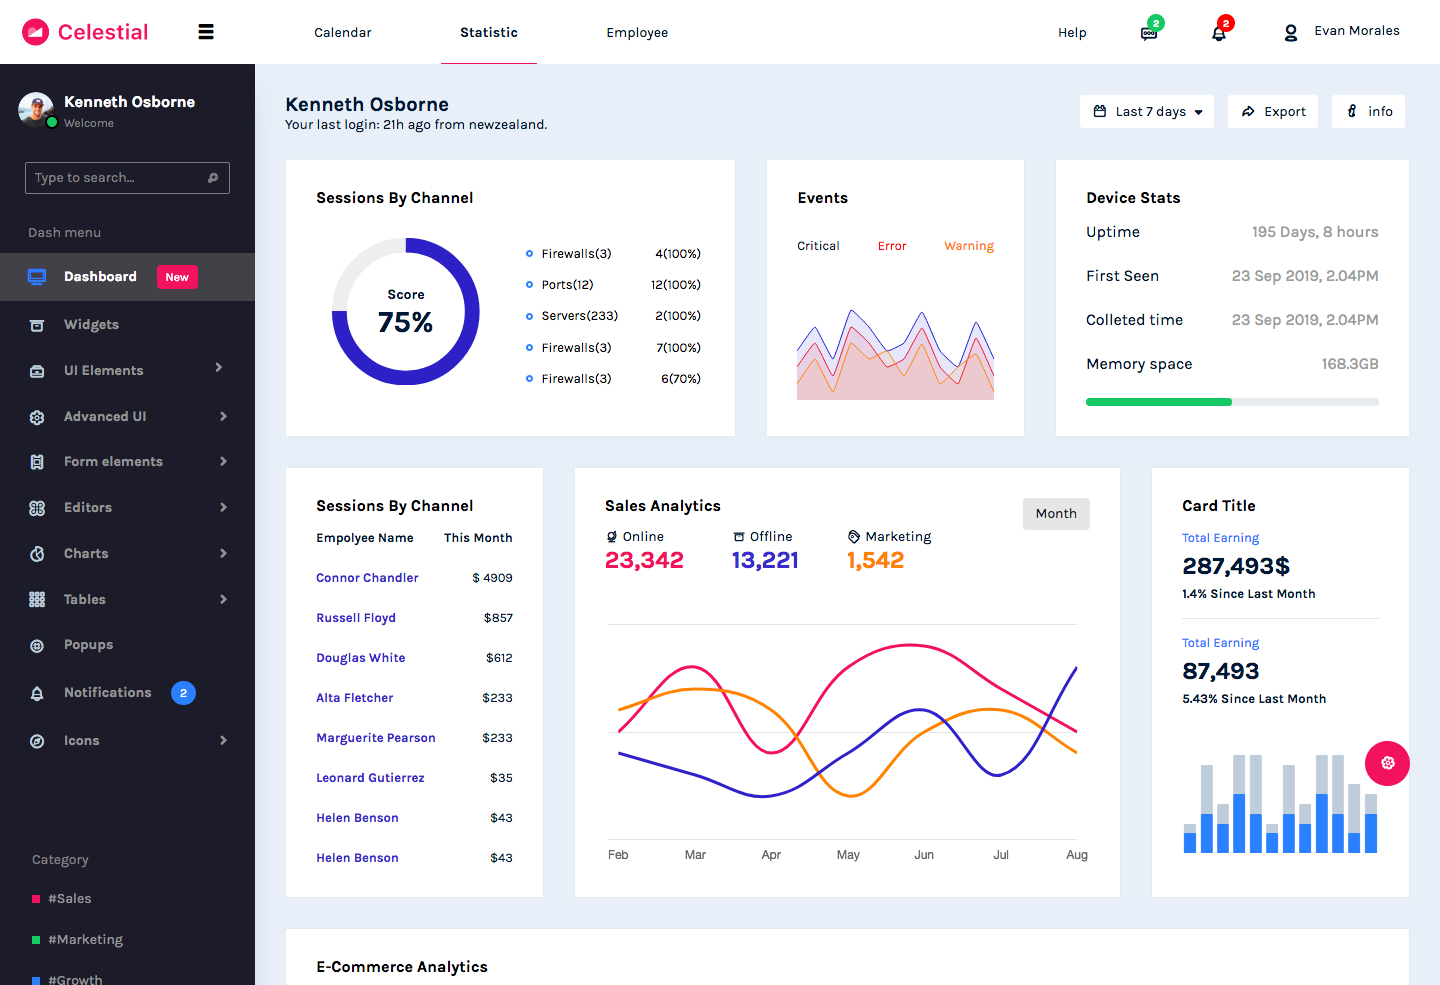 Celestial
Calendar
Statistic
Employee
Help
2
2
Evan Morales
Kenneth Osborne
Welcome
Type to search...
Dash menu
Dashboard New
Widgets
UI Elements
Advanced UI
Form elements
Editors
Charts
Tables
Popups
Notifications 2
Icons
Category
#Sales
#Marketing
#Growth
Kenneth Osborne
Your last login: 21h ago from newzealand.
Last 7 days
Export
info
Sessions By Channel
Score
75%
Firewalls(3) 4(100%)
Ports(12) 12(100%)
Servers(233) 2(100%)
Firewalls(3) 7(100%)
Firewalls(3) 6(70%)
Events
Critical Error Warning
Device Stats
Uptime 195 Days, 8 hours
First Seen 23 Sep 2019, 2.04PM
Colleted time 23 Sep 2019, 2.04PM
Memory space 168.3GB
Sessions By Channel
Empolyee Name This Month
Connor Chandler $ 4909
Russell Floyd $857
Douglas White $612
Alta Fletcher $233
Marguerite Pearson $233
Leonard Gutierrez $35
Helen Benson $43
Helen Benson $43
Sales Analytics
Month
Online Offline Marketing
23,342 13,221 1,542
Feb Mar Apr May Jun Jul Aug
Card Title
Total Earning
287,493$
1.4% Since Last Month
Total Earning
87,493
5.43% Since Last Month
E-Commerce Analytics